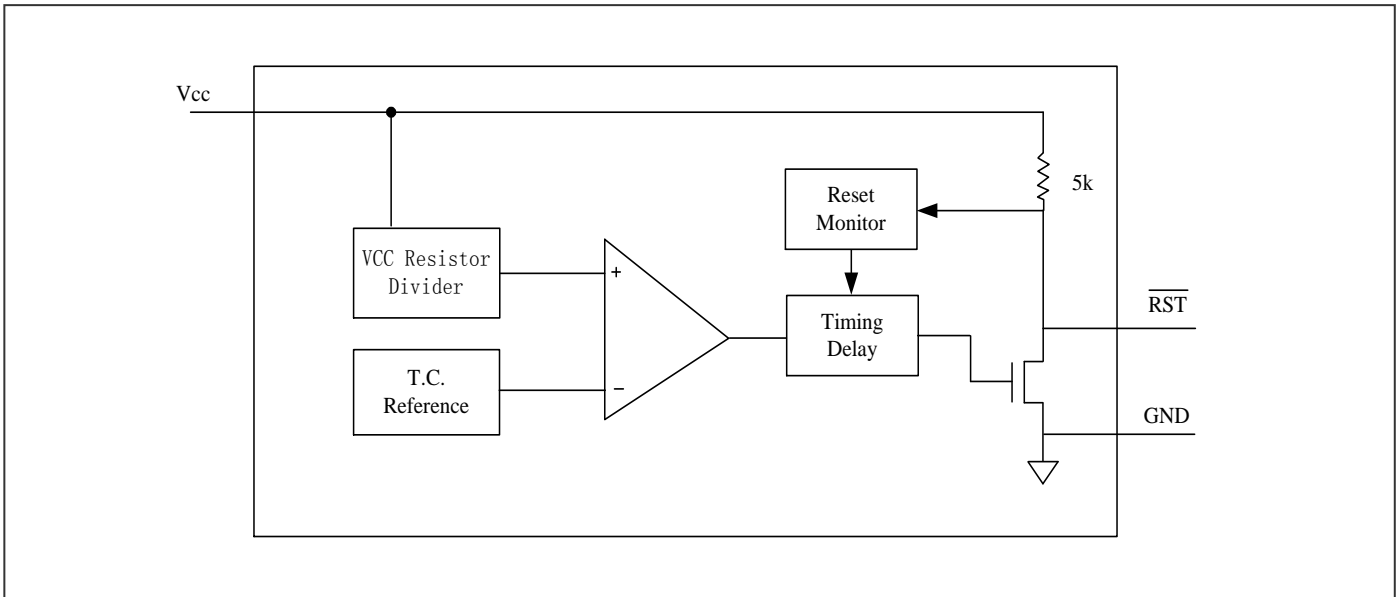 Vcc
5k
Reset
Monitor
VCC Resistor
Divider
+
Timing
Delay
RST
T.C.
Reference
−
GND